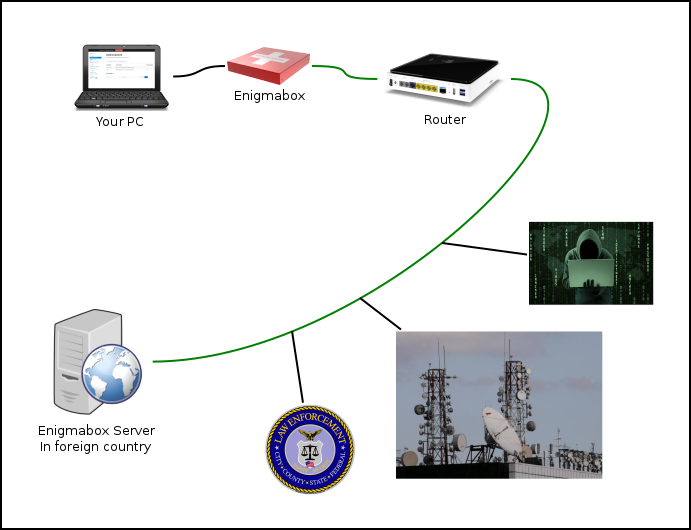 Your PC
Enigmabox
Router
Enigmabox Server
In foreign country
LAW ENFORCEMENT
CITY · COUNTY · STATE · FEDERAL